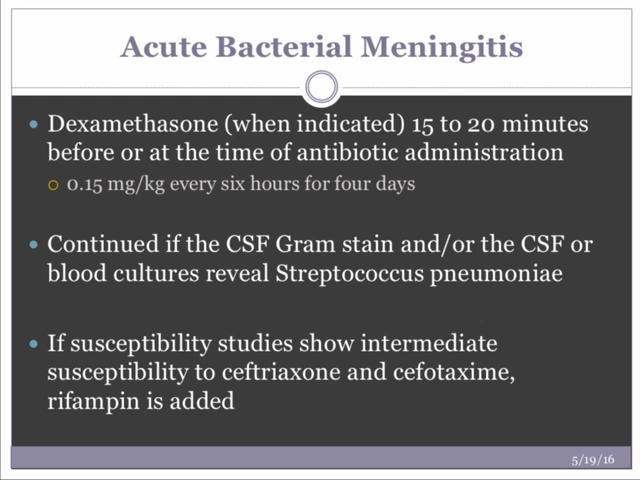 Acute Bacterial Meningitis
Dexamethasone (when indicated) 15 to 20 minutes
before or at the time of antibiotic administration
0.15 mg/kg every six hours for four days
Continued if the CSF Gram stain and/or the CSF or
blood cultures reveal Streptococcus pneumoniae
If susceptibility studies show intermediate
susceptibility to ceftriaxone and cefotaxime,
rifampin is added
5/19/16